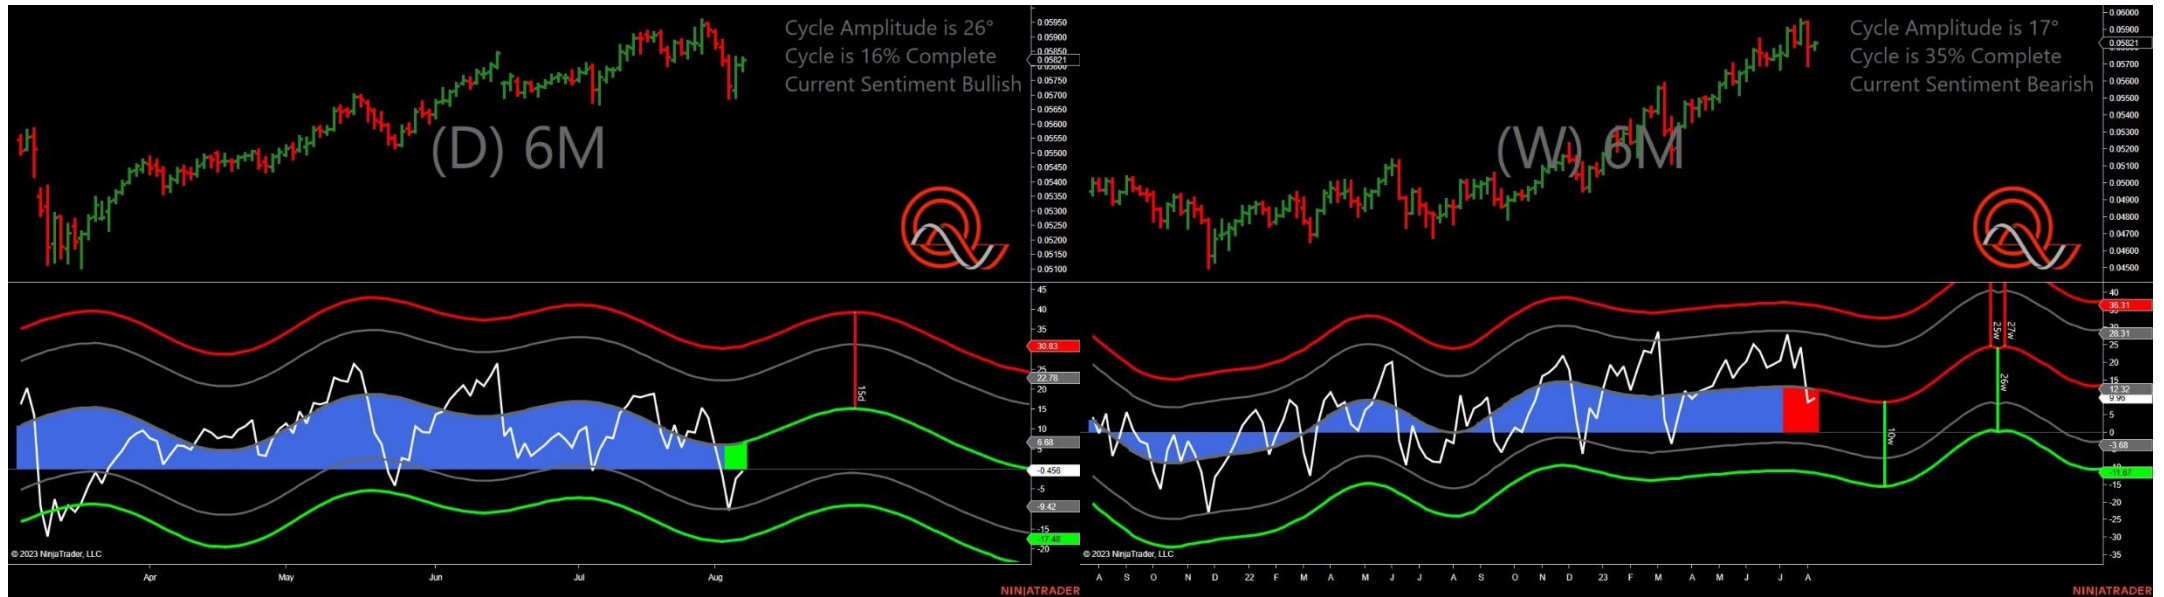 Cycle Amplitude is 26°
Cycle is 16% Complete
Current Sentiment Bullish
(D) 6M
0.05950
0.05900
0.05850
0.05821
0.05750
0.05700
0.05650
0.05600
0.05550
0.05500
0.05450
0.05400
0.05350
0.05300
0.05250
0.05200
0.05150
0.05100
45
40
35
30.83
25
22.78
20
15
10
6.68
5
-0.456
-5
-9.42
-15
-17.48
-20
15d
© 2023 NinjaTrader, LLC
Apr
May
Jun
Jul
Aug
NINJATRADER
Cycle Amplitude is 17°
Cycle is 35% Complete
Current Sentiment Bearish
(W) 6M
0.06000
0.05900
0.05821
0.05700
0.05600
0.05500
0.05400
0.05300
0.05200
0.05100
0.05000
0.04900
0.04800
0.04700
0.04600
0.04500
40
36.31
28.31
25
20
15
12.32
9.96
5
0
-3.68
-11.67
-15
-20
-25
-30
-35
25w
27w
26w
10w
© 2023 NinjaTrader, LLC
A S O N D 22 F M A M J J A S O N D 23 F M A M J J A
NINJATRADER